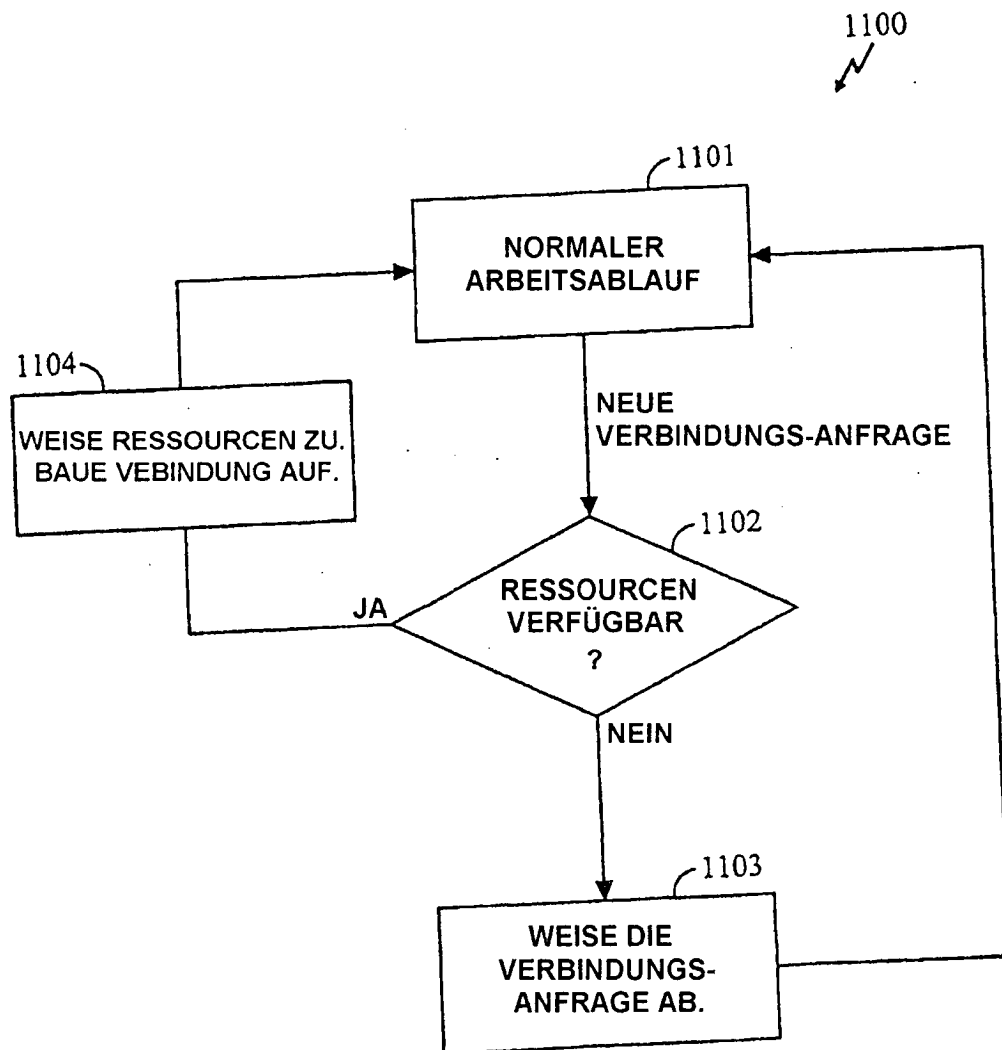 1100
1101
NORMALER
ARBEITSABLAUF
1104
WEISE RESSOURCEN ZU.
BAUE VEBINDUNG AUF.
NEUE
VERBINDUNGS-ANFRAGE
1102
RESSOURCEN
VERFÜGBAR
?
JA
NEIN
1103
WEISE DIE
VERBINDUNGS-
ANFRAGE AB.